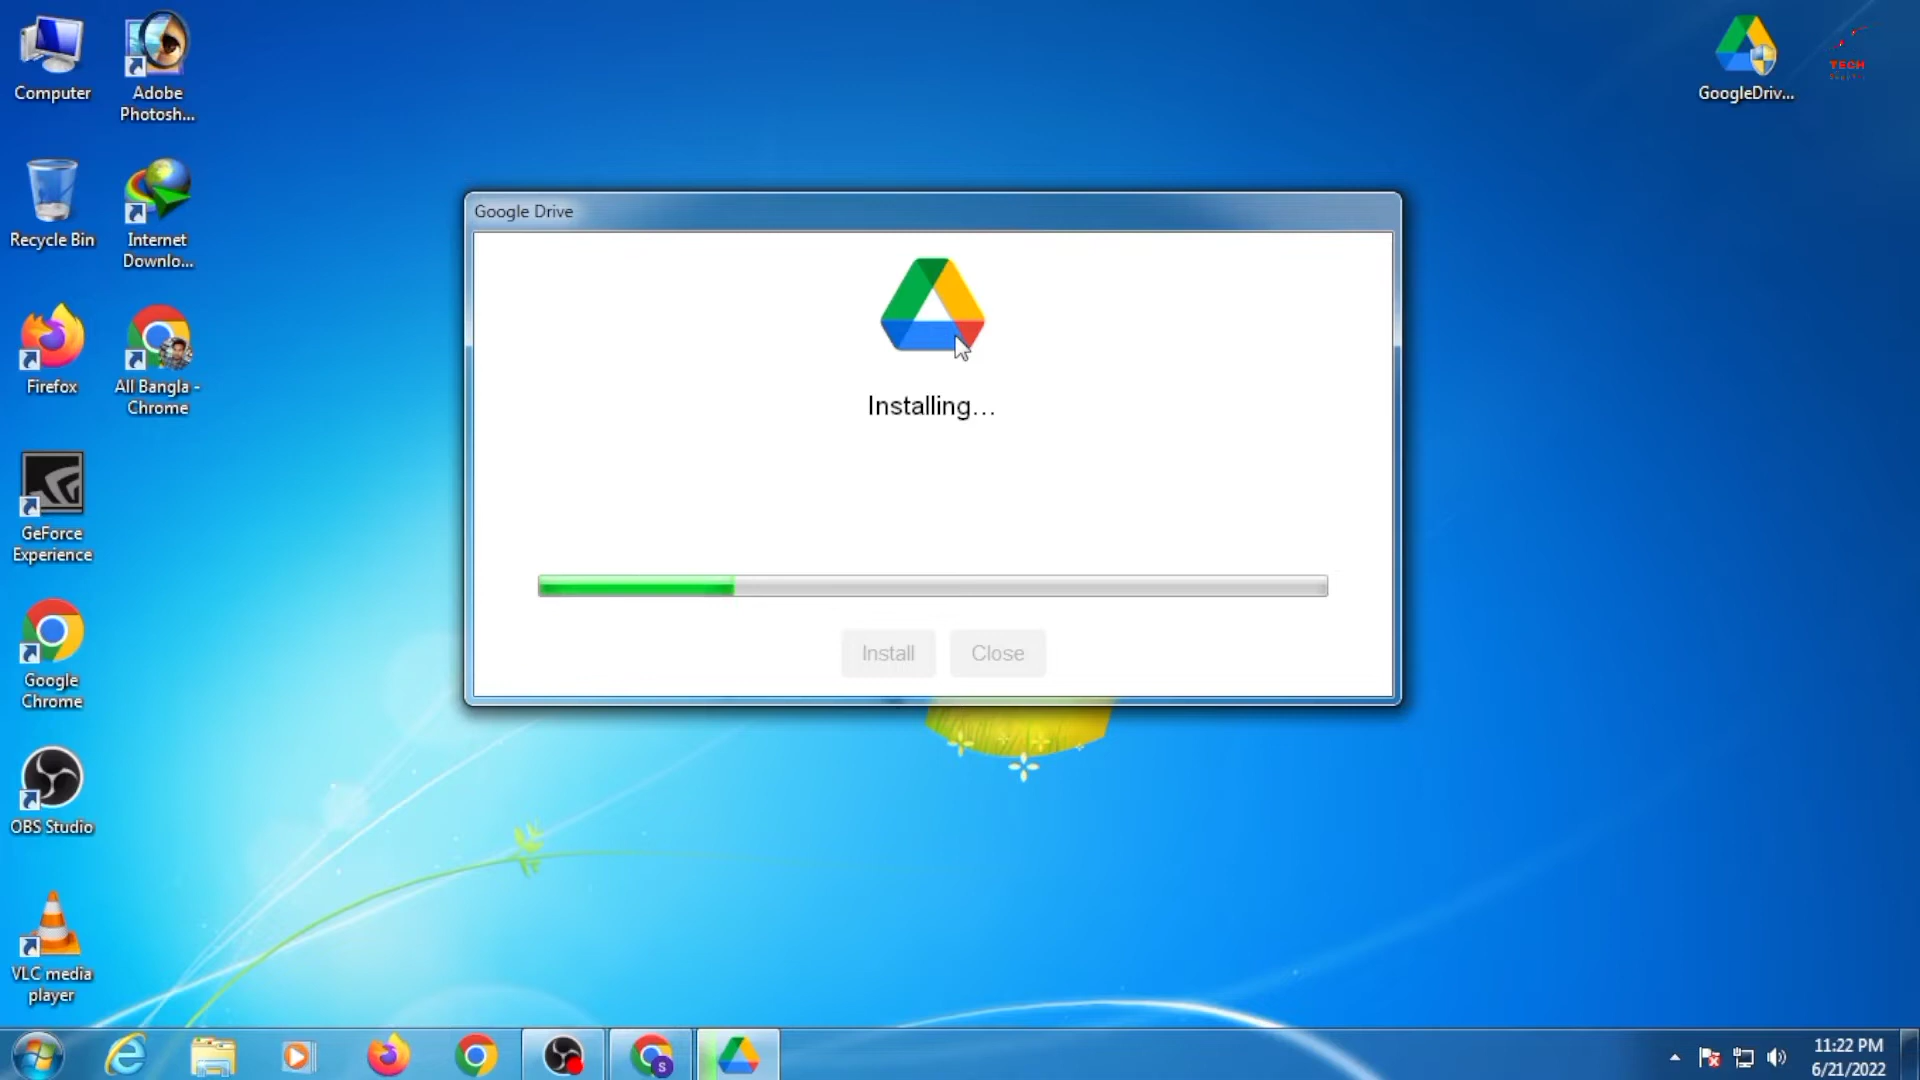 Computer
Adobe
Photosh...
GoogleDriv...
TECH
Recycle Bin
Internet
Downlo...
Google Drive
Installing...
Install
Close
Firefox
All Bangla -
Chrome
GeForce
Experience
Google
Chrome
OBS Studio
VLC media
player
S
11:22 PM
6/21/2022